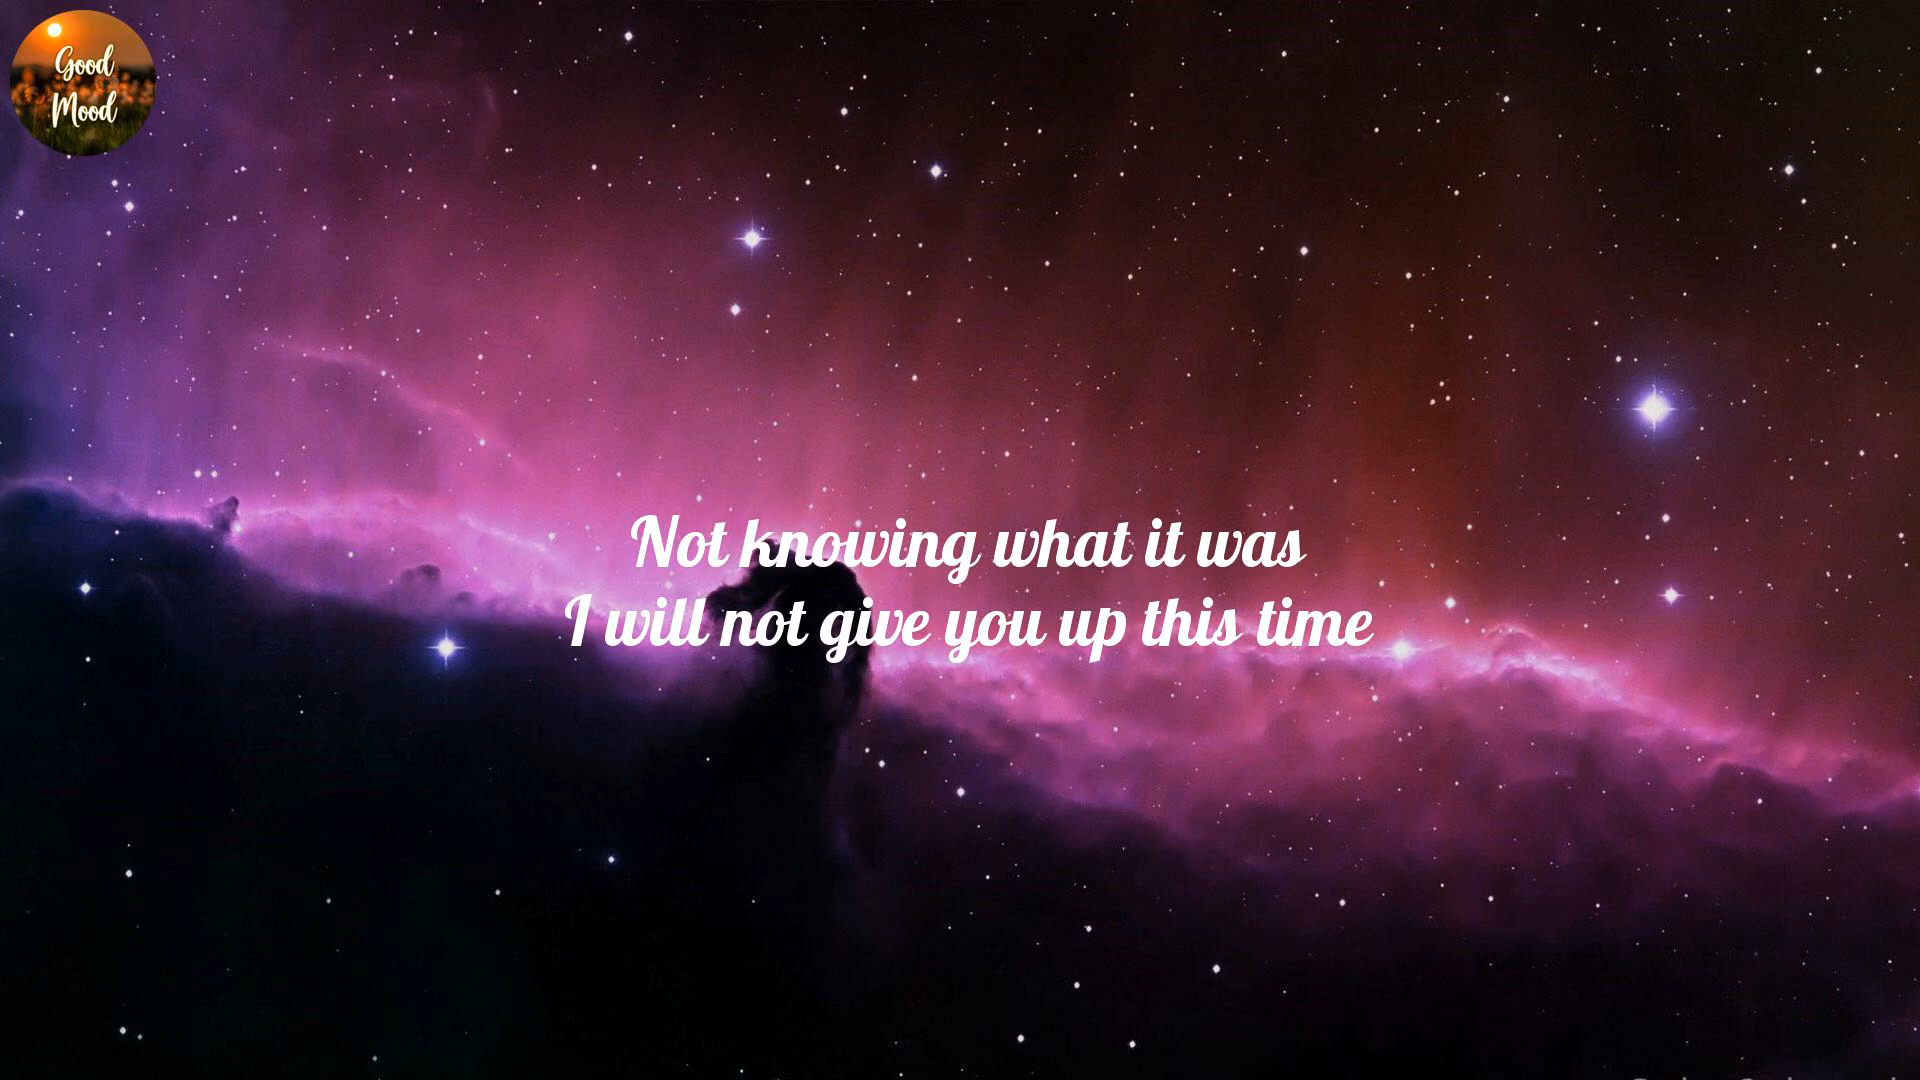 Good
Mood
Not knowing what it was
I will not give you up this time